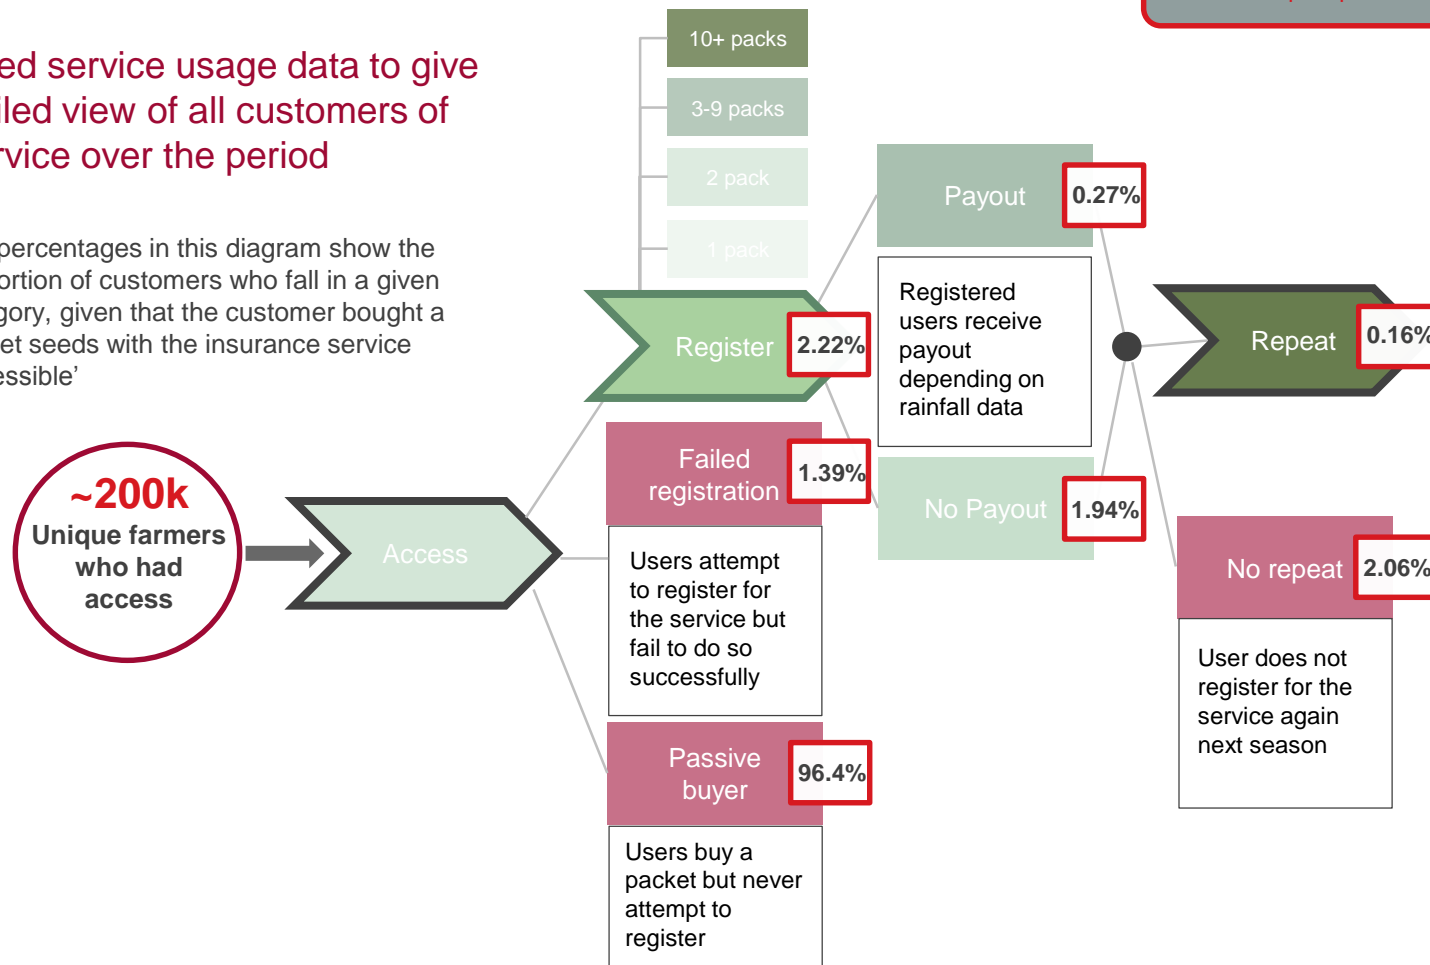 ed service usage data to give
iled view of all customers of
rvice over the period
percentages in this diagram show the
ortion of customers who fall in a given
gory, given that the customer bought a
et seeds with the insurance service
essible’
~200k
Unique farmers
who had
access
Access
10+ packs
3-9 packs
2 pack
1 pack
Register
2.22%
Failed
registration
1.39%
Users attempt
to register for
the service but
fail to do so
successfully
Passive
buyer
96.4%
Users buy a
packet but never
attempt to
register
Payout
0.27%
Registered
users receive
payout
depending on
rainfall data
No Payout
1.94%
Repeat
0.16%
No repeat
2.06%
User does not
register for the
service again
next season